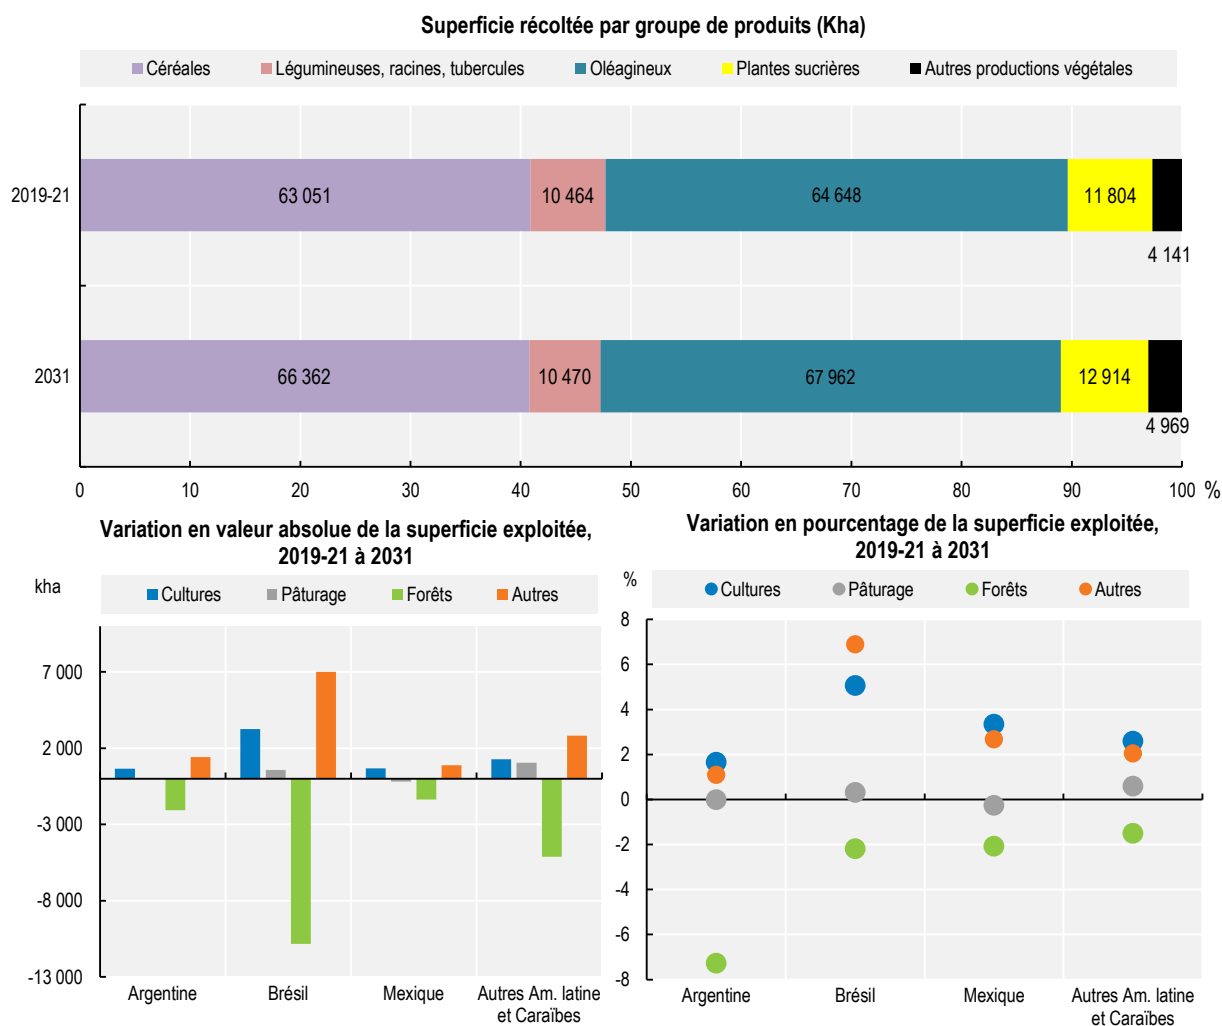 Superficie récoltée par groupe de produits (Kha)
Céréales Légumineuses, racines, tubercules Oléagineux Plantes sucrières Autres productions végétales
2019-21 63 051 10 464 64 648 11 804
4 141
2031 66 362 10 470 67 962 12 914
4 969
0 10 20 30 40 50 60 70 80 90 100 %
Variation en valeur absolue de la superficie exploitée,
2019-21 à 2031
kha
Cultures Pâturage Forêts Autres
7 000
2 000
-3 000
-8 000
-13 000
Argentine Brésil Mexique Autres Am. latine
et Caraïbes
Variation en pourcentage de la superficie exploitée,
2019-21 à 2031
%
Cultures Pâturage Forêts Autres
8
6
4
2
0
-2
-4
-6
-8
Argentine Brésil Mexique Autres Am. latine
et Caraïbes